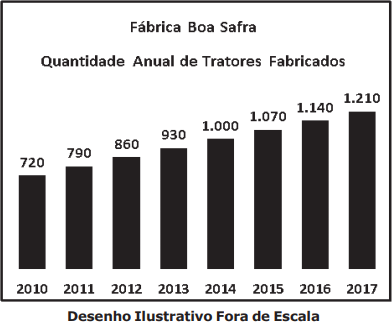 Fábrica Boa Safra
Quantidade Anual de Tratores Fabricados
720 790 860 930 1.000 1.070 1.140 1.210
2010 2011 2012 2013 2014 2015 2016 2017
Desenho Ilustrativo Fora de Escala